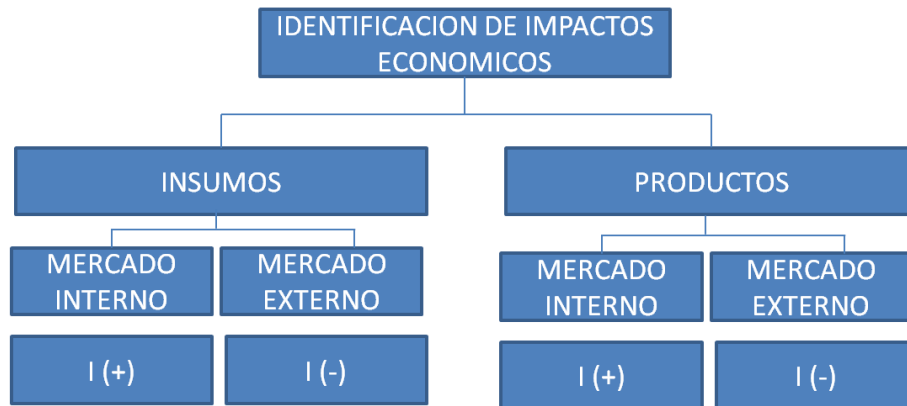 IDENTIFICACION DE IMPACTOS
ECONOMICOS
INSUMOS
PRODUCTOS
MERCADO
INTERNO
MERCADO
EXTERNO
MERCADO
INTERNO
MERCADO
EXTERNO
I (+)
I (-)
I (+)
I (-)